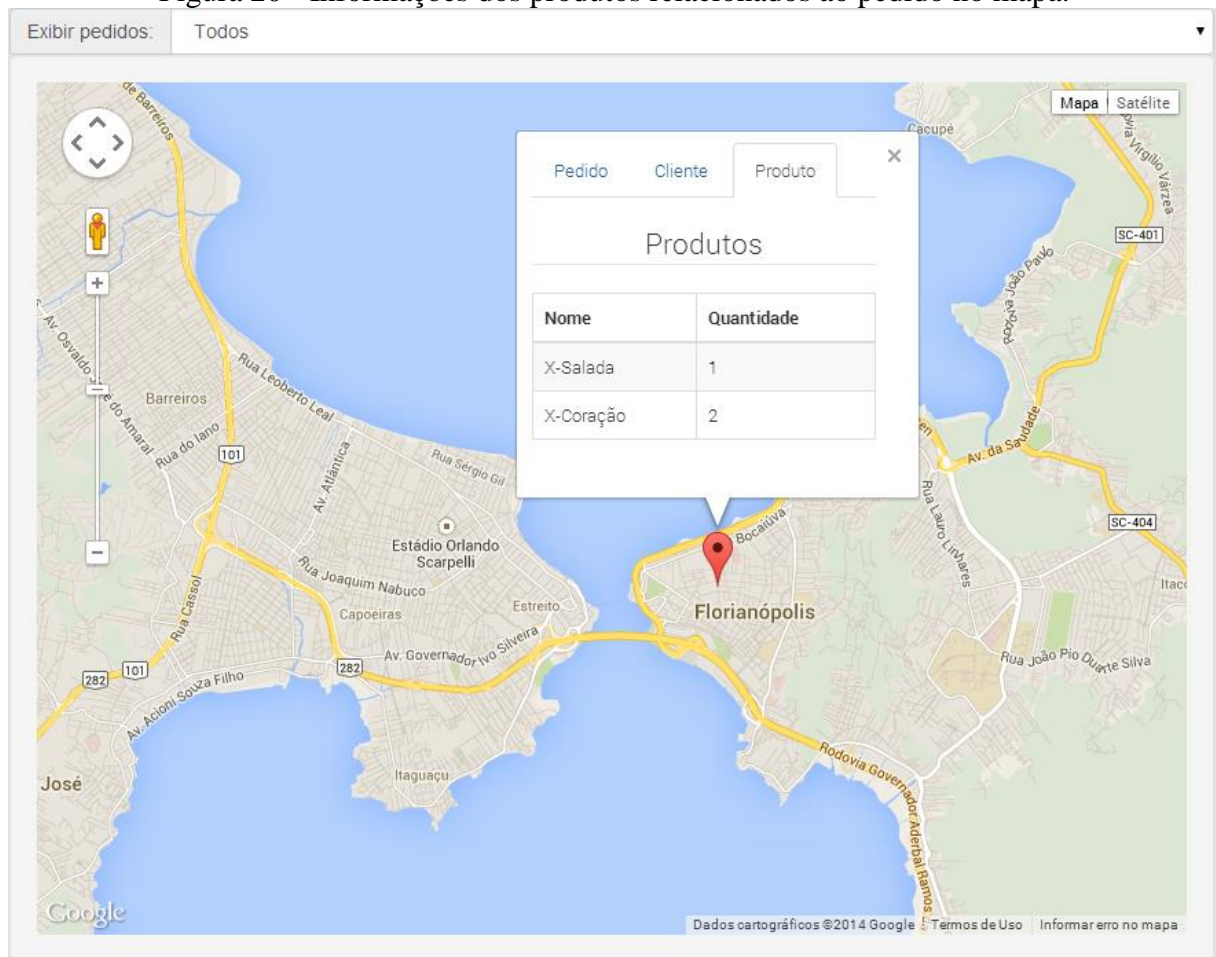 Informações dos produtos relacionados ao pedido no mapa.
Exibir pedidos: Todos
de Barreiros
Mapa Satélite
Cacupé
Virgílio Várzea
Pedido Cliente Produto ×
SC-401
Produtos
João Paulo
Nome Quantidade
X-Salada 1
X-Coração 2
Rua Leoberto Leal
Barreiros
Av. Osvaldo
do Amaral
Rua do Iano
101
Av. Atlântica
Rua Sérgio Gil
Av. da Saudade
Rua Lauro Linhares
Bocaiúva
SC-404
Estádio Orlando
Scarpelli
Rua Joaquim Nabuco
Itaco
Capoeiras
Estreito
Florianópolis
Rua Cassol
Av. Governador Ivo Silveira
Rua João Pio Duarte Silva
282
101
282
Av. Acioni Souza Filho
Rodovia Governador Aderbal Ramos
José
Itaguaçu
Google
Dados cartográficos ©2014 Google Termos de Uso Informar erro no mapa